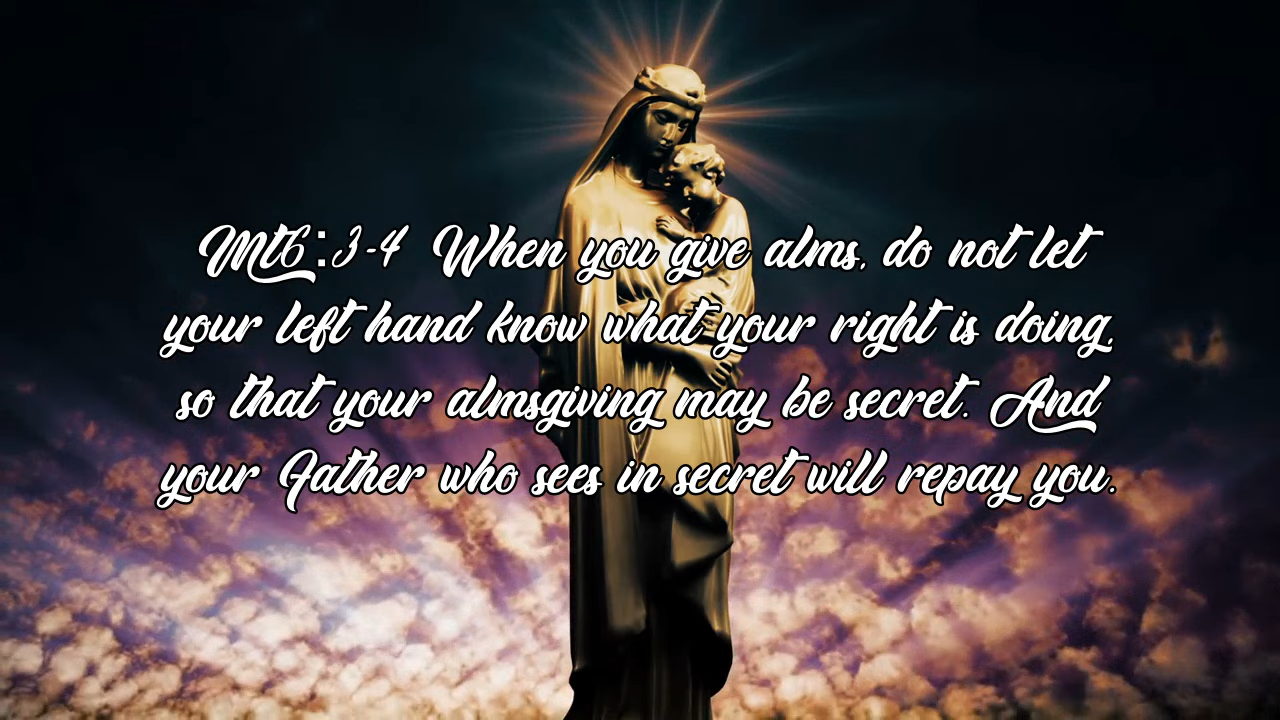 Mt6:3-4 When you give alms, do not let
your left hand know what your right is doing,
so that your almsgiving may be secret. And
your Father who sees in secret will repay you.